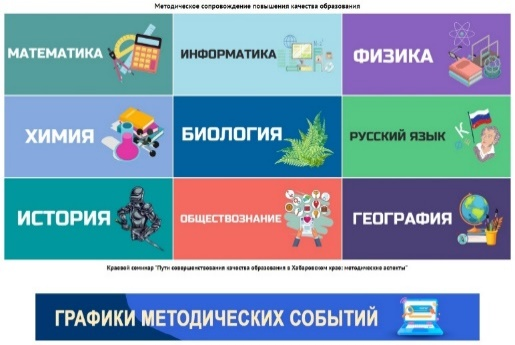 Методическое сопровождение повышения качества образования
МАТЕМАТИКА
ИНФОРМАТИКА
ФИЗИКА
ХИМИЯ
БИОЛОГИЯ
РУССКИЙ ЯЗЫК
ИСТОРИЯ
ОБЩЕСТВОЗНАНИЕ
ГЕОГРАФИЯ
Краевой семинар "Пути совершенствования качества образования в Хабаровском крае: методические аспекты"
ГРАФИКИ МЕТОДИЧЕСКИХ СОБЫТИЙ